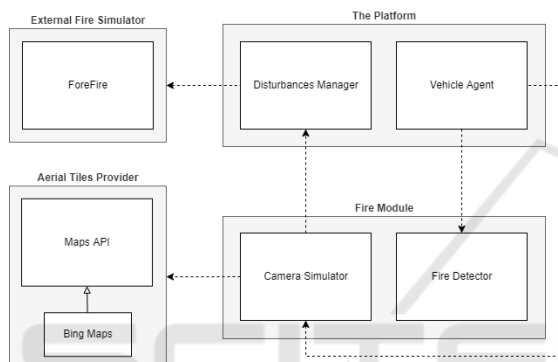 External Fire Simulator
The Platform
ForeFire
Disturbances Manager
Vehicle Agent
Aerial Tiles Provider
Fire Module
Maps API
Camera Simulator
Fire Detector
Bing Maps